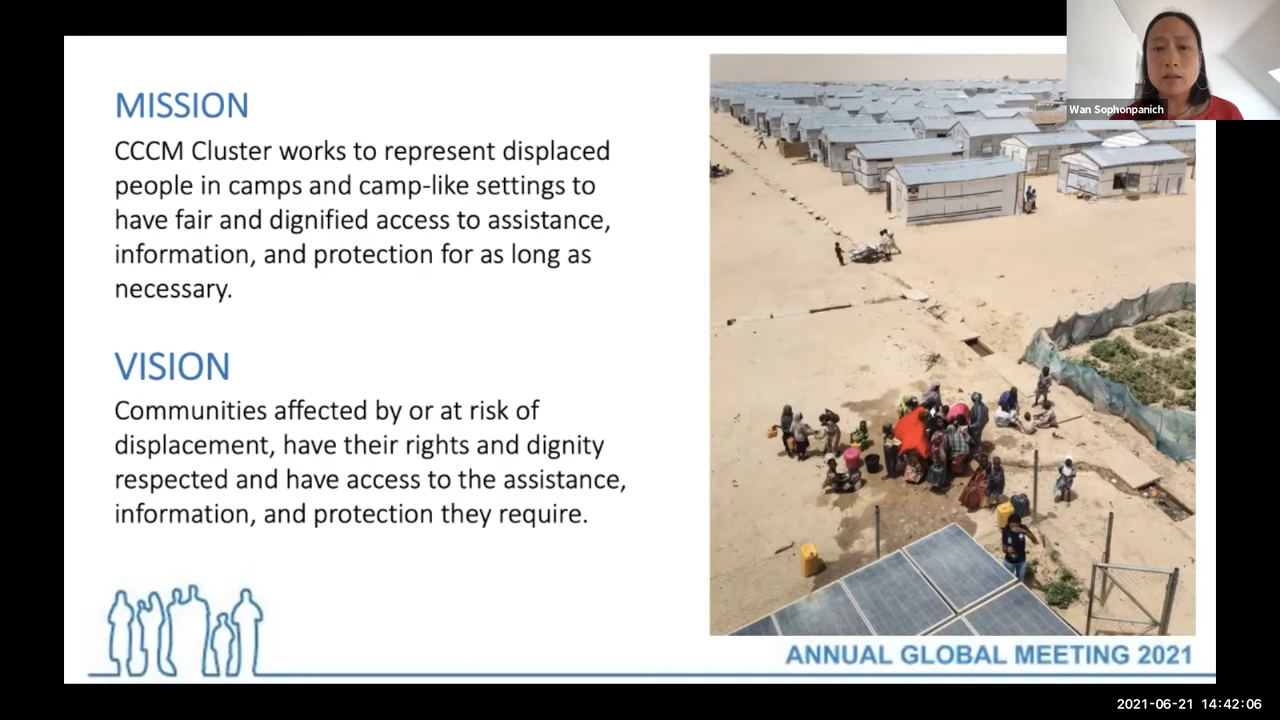 MISSION
CCCM Cluster works to represent displaced
people in camps and camp-like settings to
have fair and dignified access to assistance,
information, and protection for as long as
necessary.
VISION
Communities affected by or at risk of
displacement, have their rights and dignity
respected and have access to the assistance,
information, and protection they require.
Wan Sophonpanich
ANNUAL GLOBAL MEETING 2021
2021-06-21 14:42:06